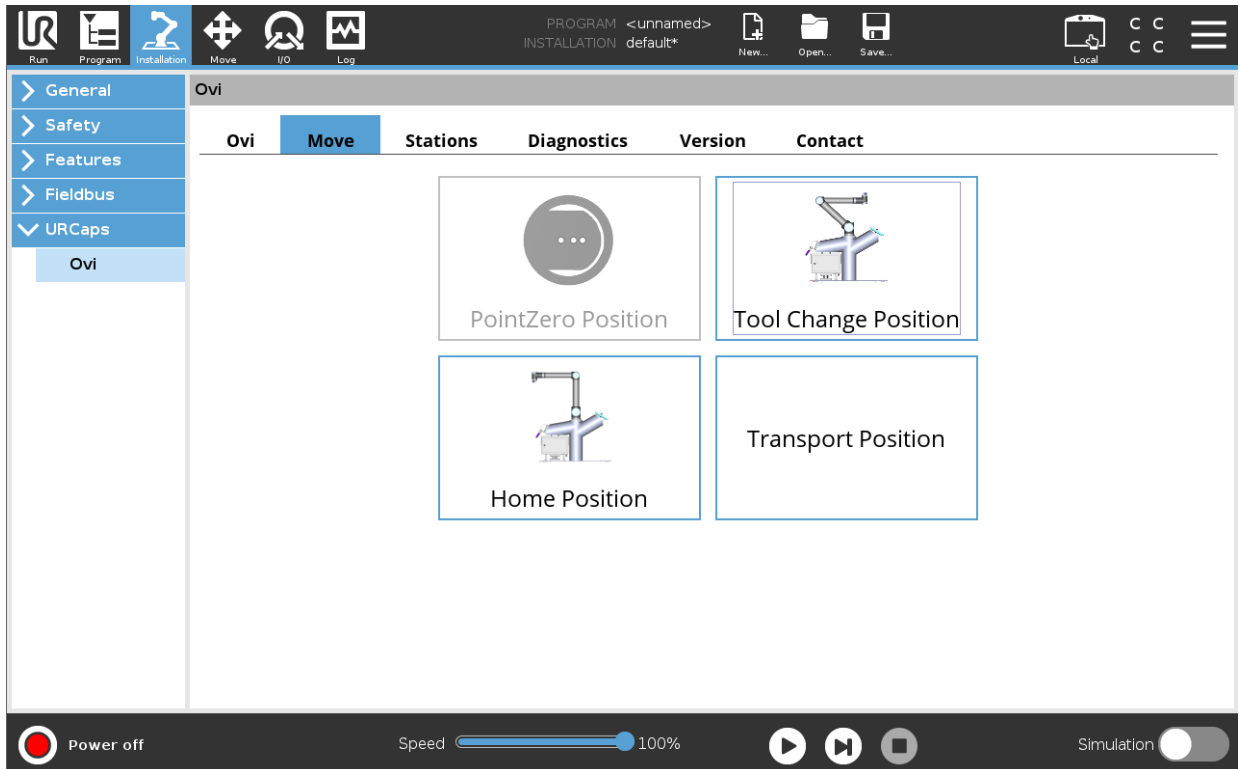 PROGRAM <unnamed>
INSTALLATION default*
Run
Program
Installation
Move
I/O
Log
New...
Open...
Save...
Local
C C
C C
General
Safety
Features
Fieldbus
URCaps
Ovi
Ovi
Ovi Move Stations Diagnostics Version Contact
PointZero Position
Tool Change Position
Home Position
Transport Position
Power off
Speed 100%
Simulation